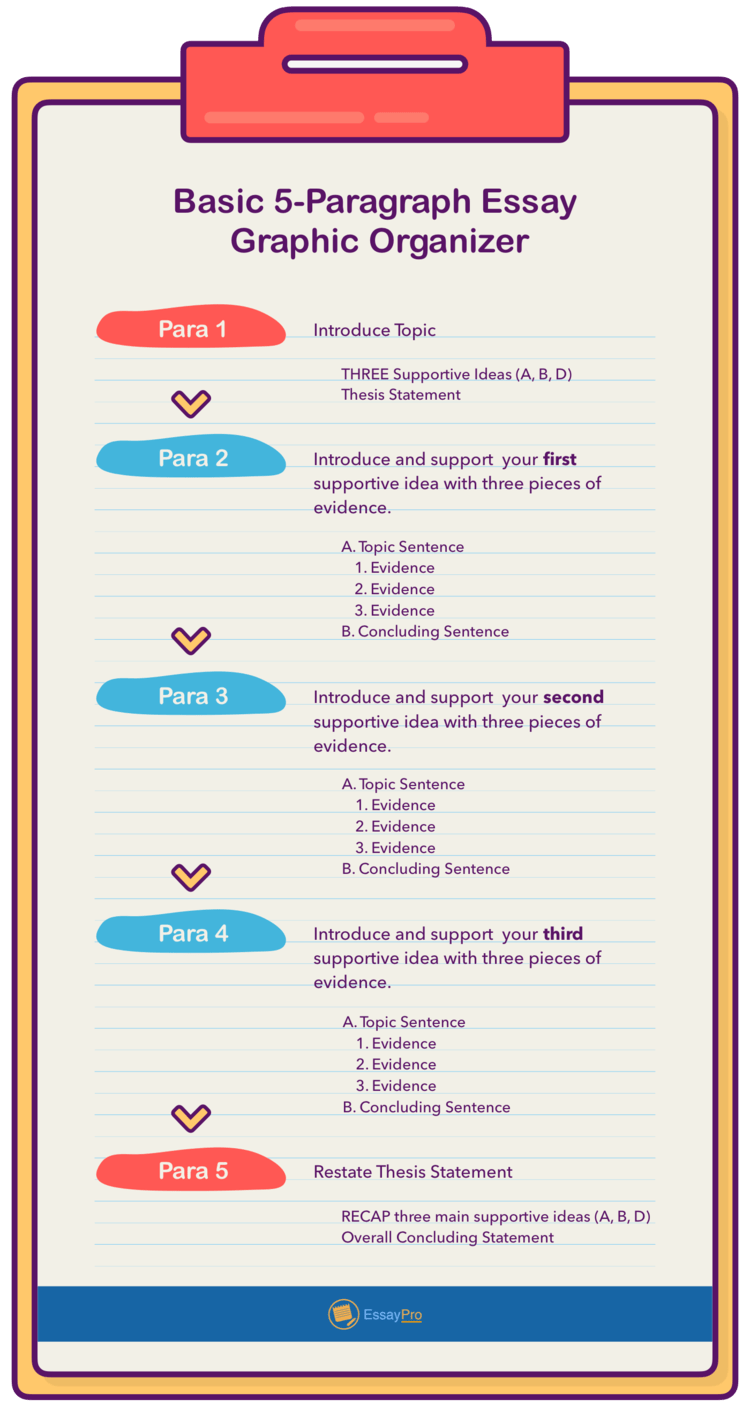 Basic 5-Paragraph Essay
Graphic Organizer
Para 1
Introduce Topic
THREE Supportive Ideas (A, B, D)
Thesis Statement
Para 2
Introduce and support your first
supportive idea with three pieces of
evidence.
A. Topic Sentence
1. Evidence
2. Evidence
3. Evidence
B. Concluding Sentence
Para 3
Introduce and support your second
supportive idea with three pieces of
evidence.
A. Topic Sentence
1. Evidence
2. Evidence
3. Evidence
B. Concluding Sentence
Para 4
Introduce and support your third
supportive idea with three pieces of
evidence.
A. Topic Sentence
1. Evidence
2. Evidence
3. Evidence
B. Concluding Sentence
Para 5
Restate Thesis Statement
RECAP three main supportive ideas (A, B, D)
Overall Concluding Statement
EssayPro